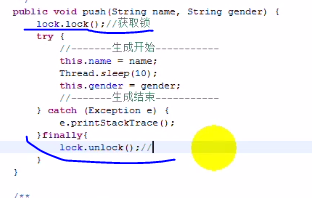 public void push(String name, String gender) {
lock.lock();//获取锁
try {
//-------生成开始-----------
this.name = name;
Thread.sleep(10);
this.gender = gender;
//-------生成结束-----------
} catch (Exception e) {
e.printStackTrace();
}finally{
lock.unlock();//
}
}
/**